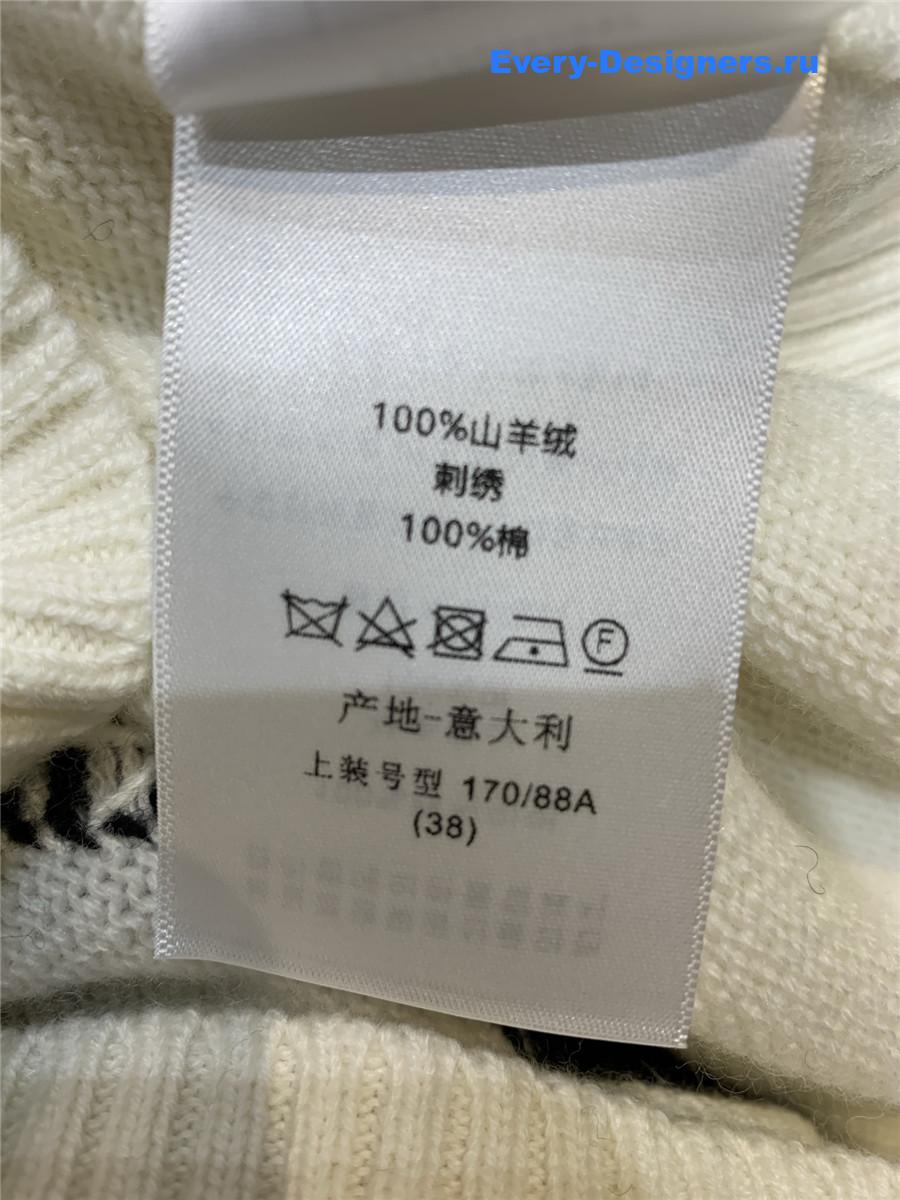 Every-Designers.ru
100%山羊绒
刺绣
100%棉
F
产地-意大利
上装号型 170/88A
(38)